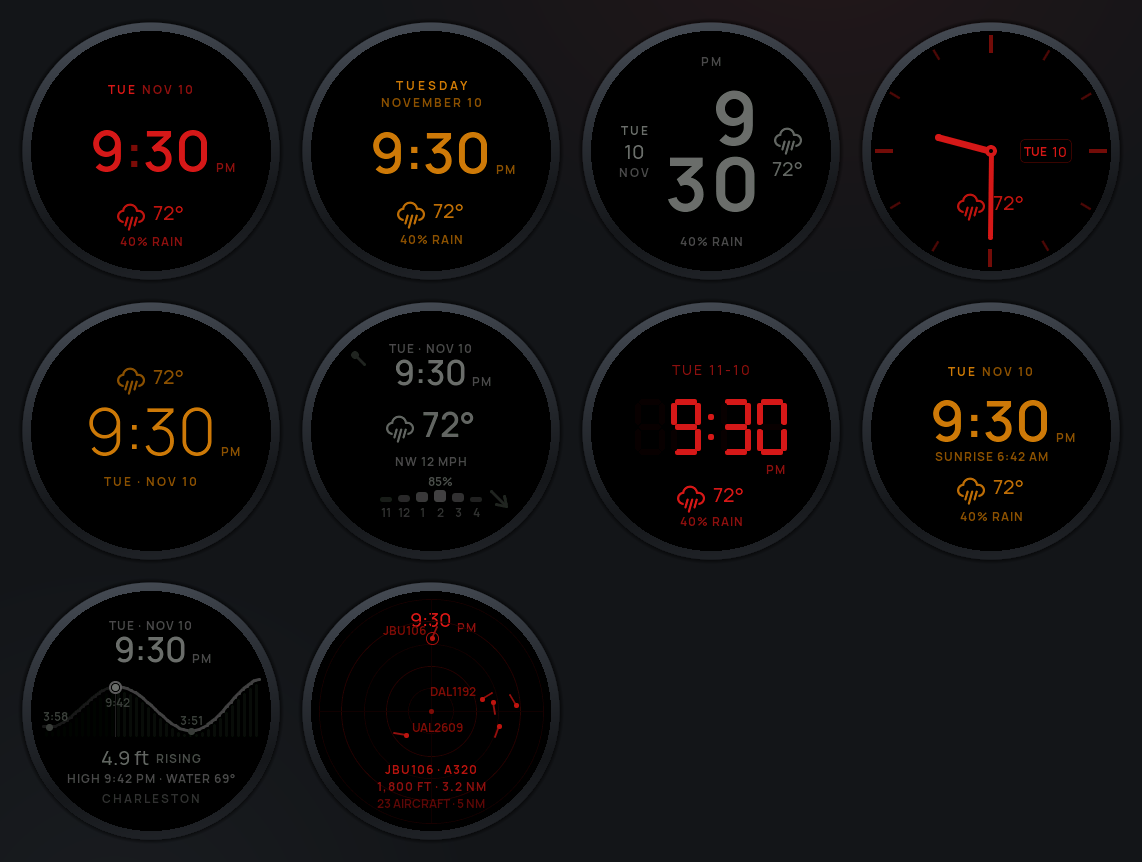 TUE NOV 10
9:30 PM
72°
40% RAIN
TUESDAY
NOVEMBER 10
9:30 PM
72°
40% RAIN
PM
TUE
10
NOV
9
30
72°
40% RAIN
TUE 10
72°
72°
9:30 PM
TUE · NOV 10
TUE · NOV 10
9:30 PM
72°
NW 12 MPH
85%
11 12 1 2 3 4
TUE 11-10
9:30
PM
72°
40% RAIN
TUE NOV 10
9:30 PM
SUNRISE 6:42 AM
72°
40% RAIN
TUE · NOV 10
9:30 PM
9:42
3:58
3:51
4.9 ft RISING
HIGH 9:42 PM · WATER 69°
CHARLESTON
9:30 PM
JBU106
DAL1192
UAL2609
JBU106 · A320
1,800 FT · 3.2 NM
23 AIRCRAFT · 5 NM